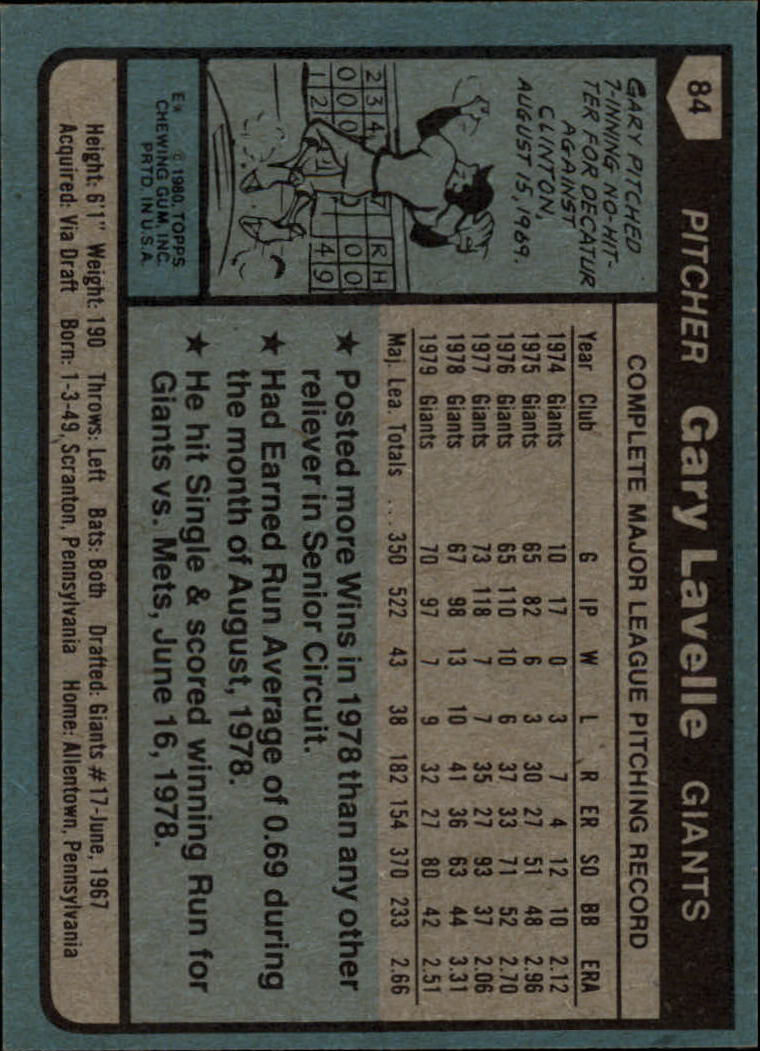 84
PITCHER Gary Lavelle GIANTS
GARY PITCHED
7-INNING NO-HIT-
TER FOR DECATUR
AGAINST
CLINTON,
AUGUST 15, 1969.
2 3 4 R H
0 0 0 0 0
1 2 0 4 9
E* © 1980 TOPPS
CHEWING GUM, INC.
PRTD. IN U.S.A.
COMPLETE MAJOR LEAGUE PITCHING RECORD
Year Club G IP W L R ER SO BB ERA
1974 Giants 10 17 0 3 7 4 12 10 2.12
1975 Giants 65 82 6 3 30 27 51 48 2.96
1976 Giants 65 110 10 6 37 33 71 52 2.70
1977 Giants 73 118 7 7 35 27 93 37 2.06
1978 Giants 67 98 13 10 41 36 63 44 3.31
1979 Giants 70 97 7 9 32 27 80 42 2.51
Maj. Lea. Totals ... 350 522 43 38 182 154 370 233 2.66
★ Posted more Wins in 1978 than any other
reliever in Senior Circuit.
★ Had Earned Run Average of 0.69 during
the month of August, 1978.
★ He hit Single & scored winning Run for
Giants vs. Mets, June 16, 1978.
Height: 6'1" Weight: 190 Throws: Left Bats: Both Drafted: Giants #17-June, 1967
Acquired: Via Draft Born: 1-3-49, Scranton, Pennsylvania Home: Allentown, Pennsylvania